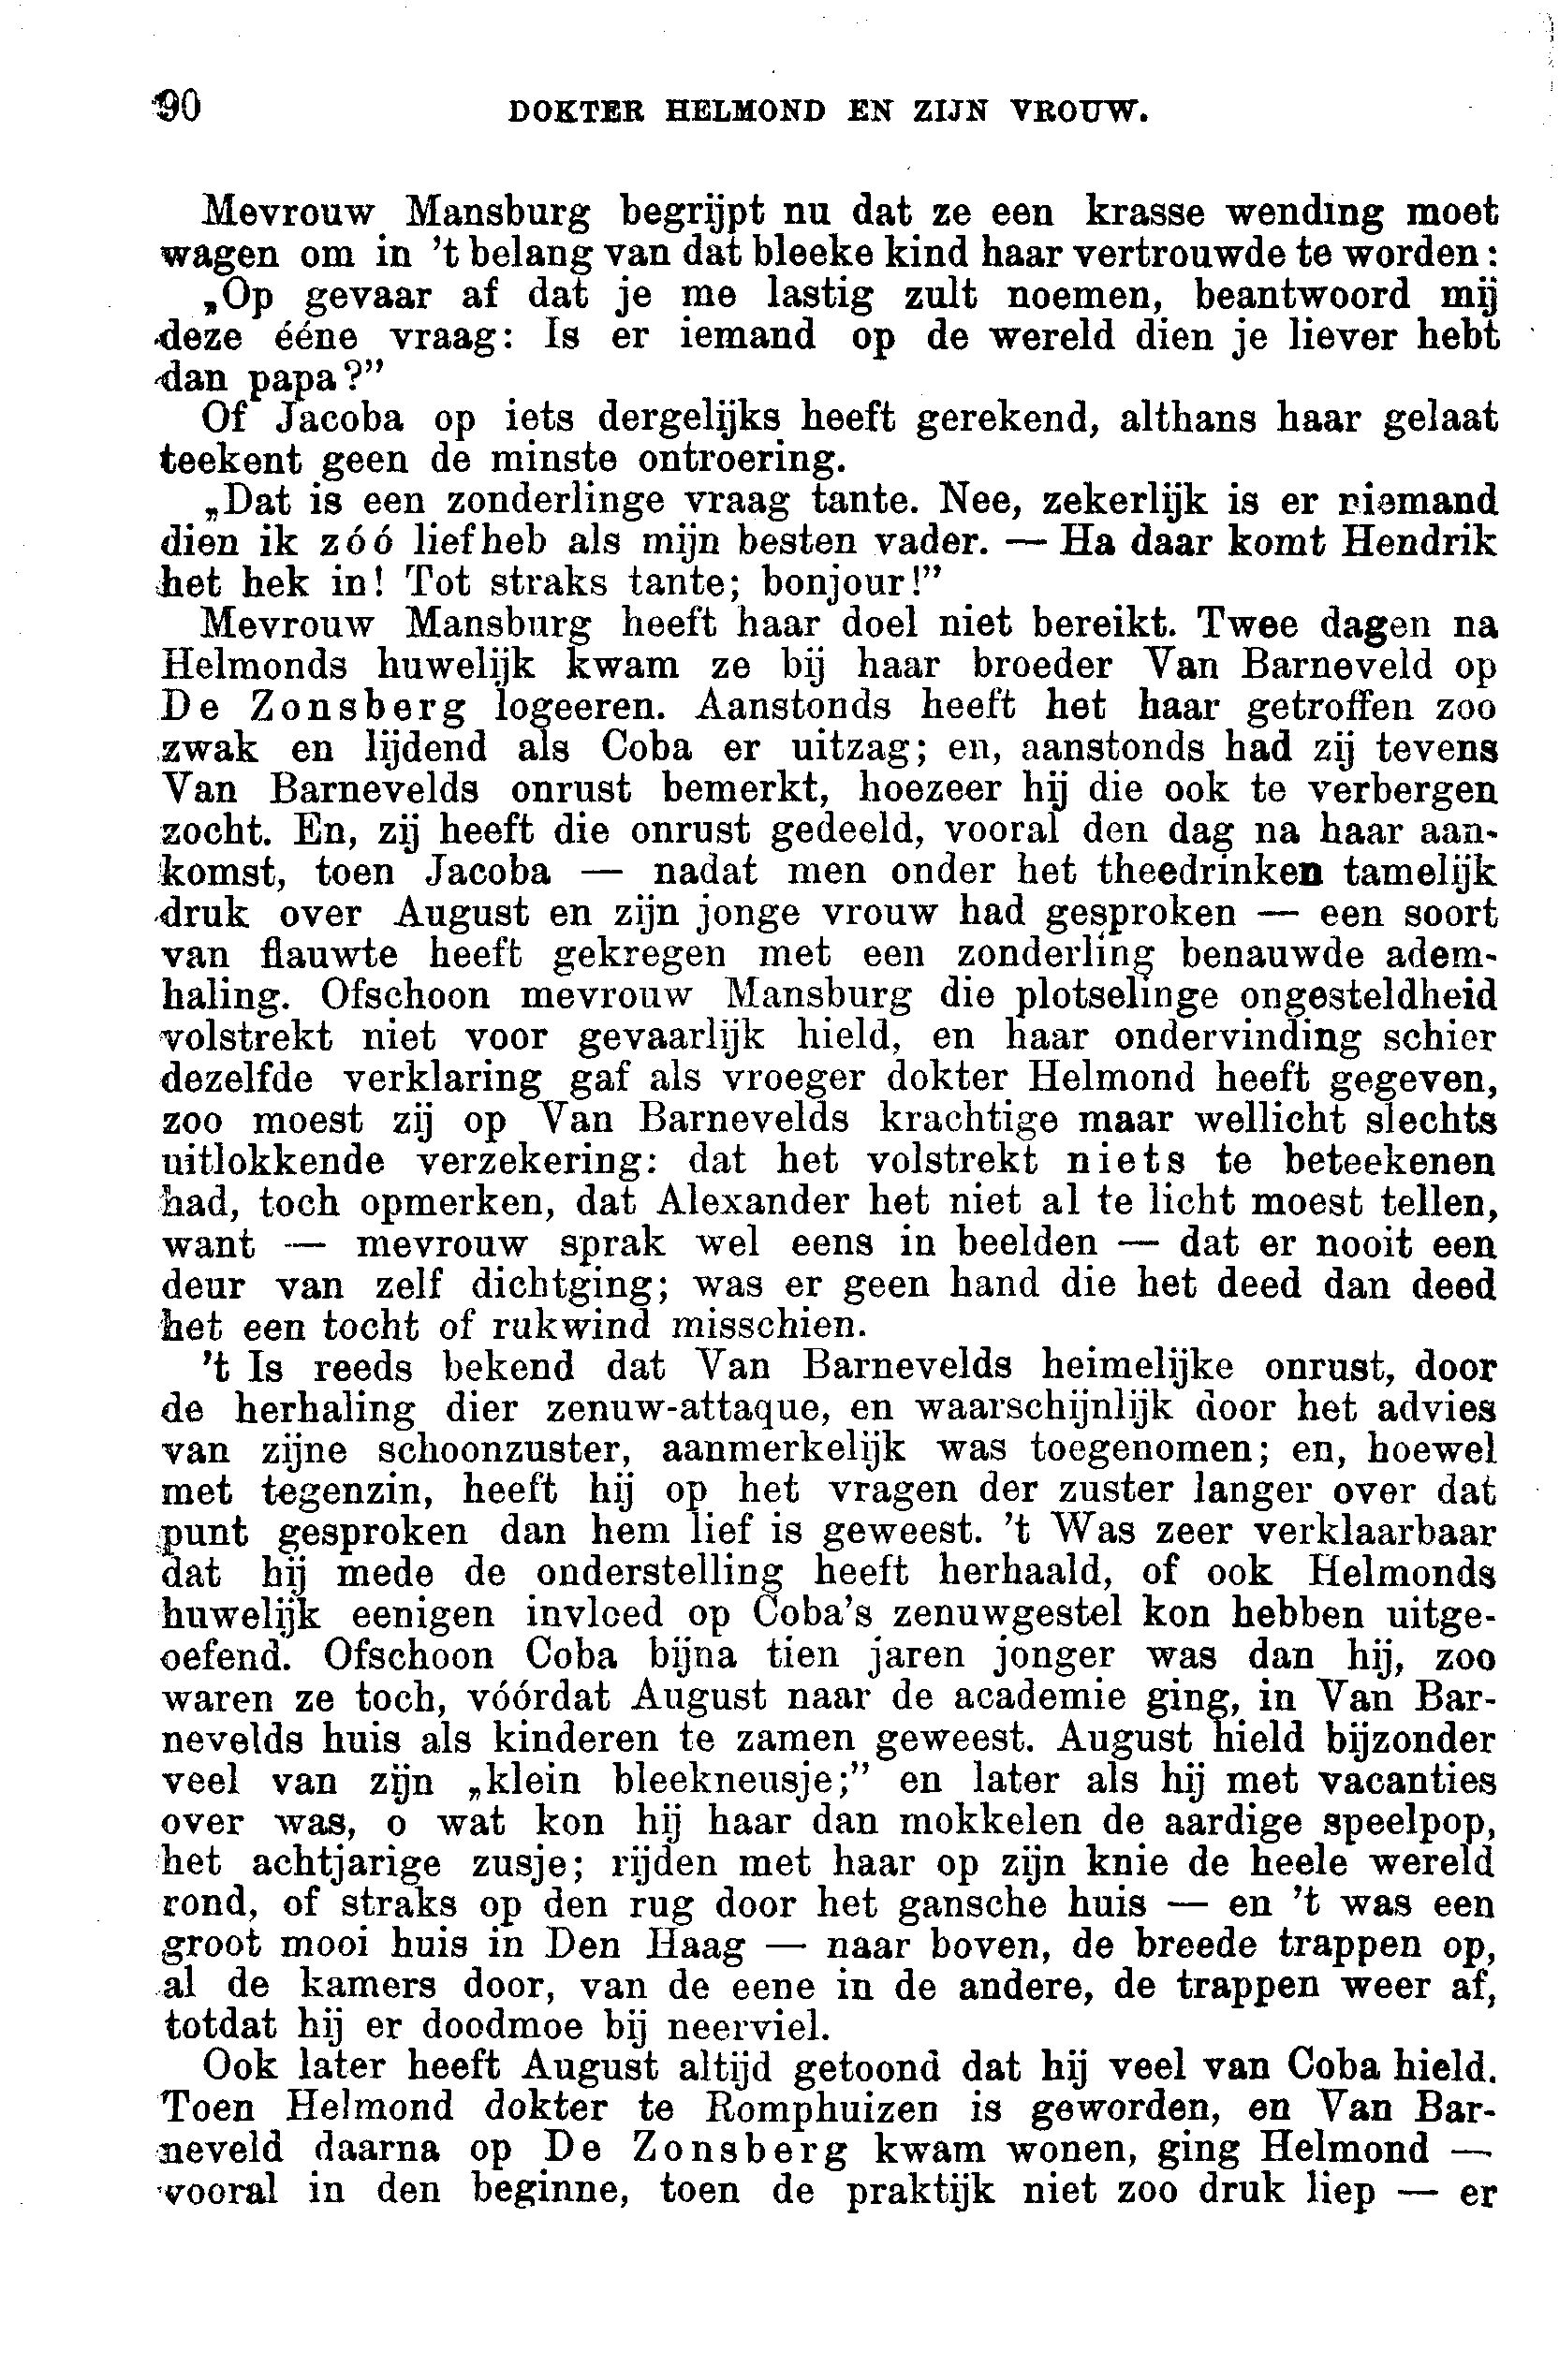 90 DOKTER HELMOND EN ZIJN VROUW.
Mevrouw Mansburg begrijpt nu dat ze een krasse wending moet
wagen om in 't belang van dat bleeke kind haar vertrouwde te worden:
„Op gevaar af dat je me lastig zult noemen, beantwoord mij
deze ééne vraag: Is er iemand op de wereld dien je liever hebt
dan papa?”
Of Jacoba op iets dergelijks heeft gerekend, althans haar gelaat
teekent geen de minste ontroering.
„Dat is een zonderlinge vraag tante. Nee, zekerlijk is er niemand
dien ik zóó liefheb als mijn besten vader. — Ha daar komt Hendrik
het hek in! Tot straks tante; bonjour!”
Mevrouw Mansburg heeft haar doel niet bereikt. Twee dagen na
Helmonds huwelijk kwam ze bij haar broeder Van Barneveld op
De Zonsberg logeeren. Aanstonds heeft het haar getroffen zoo
zwak en lijdend als Coba er uitzag; en, aanstonds had zij tevens
Van Barnevelds onrust bemerkt, hoezeer hij die ook te verbergen
zocht. En, zij heeft die onrust gedeeld, vooral den dag na haar aan-
komst, toen Jacoba — nadat men onder het theedrinken tamelijk
druk over August en zijn jonge vrouw had gesproken — een soort
van flauwte heeft gekregen met een zonderling benauwde adem-
haling. Ofschoon mevrouw Mansburg die plotselinge ongesteldheid
volstrekt niet voor gevaarlijk hield, en haar ondervinding schier
dezelfde verklaring gaf als vroeger dokter Helmond heeft gegeven,
zoo moest zij op Van Barnevelds krachtige maar wellicht slechts
uitlokkende verzekering: dat het volstrekt niets te beteekenen
had, toch opmerken, dat Alexander het niet al te licht moest tellen,
want — mevrouw sprak wel eens in beelden — dat er nooit een
deur van zelf dichtging; was er geen hand die het deed dan deed
het een tocht of rukwind misschien.
't Is reeds bekend dat Van Barnevelds heimelijke onrust, door
de herhaling dier zenuw-attaque, en waarschijnlijk door het advies
van zijne schoonzuster, aanmerkelijk was toegenomen; en, hoewel
met tegenzin, heeft hij op het vragen der zuster langer over dat
punt gesproken dan hem lief is geweest. 't Was zeer verklaarbaar
dat hij mede de onderstelling heeft herhaald, of ook Helmonds
huwelijk eenigen invloed op Coba's zenuwgestel kon hebben uitge-
oefend. Ofschoon Coba bijna tien jaren jonger was dan hij, zoo
waren ze toch, vóórdat August naar de academie ging, in Van Bar-
nevelds huis als kinderen te zamen geweest. August hield bijzonder
veel van zijn „klein bleekneusje;” en later als hij met vacanties
over was, o wat kon hij haar dan mokkelen de aardige speelpop,
het achtjarige zusje; rijden met haar op zijn knie de heele wereld
rond, of straks op den rug door het gansche huis — en 't was een
groot mooi huis in Den Haag — naar boven, de breede trappen op,
al de kamers door, van de eene in de andere, de trappen weer af,
totdat hij er doodmoe bij neerviel.
Ook later heeft August altijd getoond dat hij veel van Coba hield.
Toen Helmond dokter te Romphuizen is geworden, en Van Bar-
neveld daarna op De Zonsberg kwam wonen, ging Helmond —
vooral in den beginne, toen de praktijk niet zoo druk liep — er